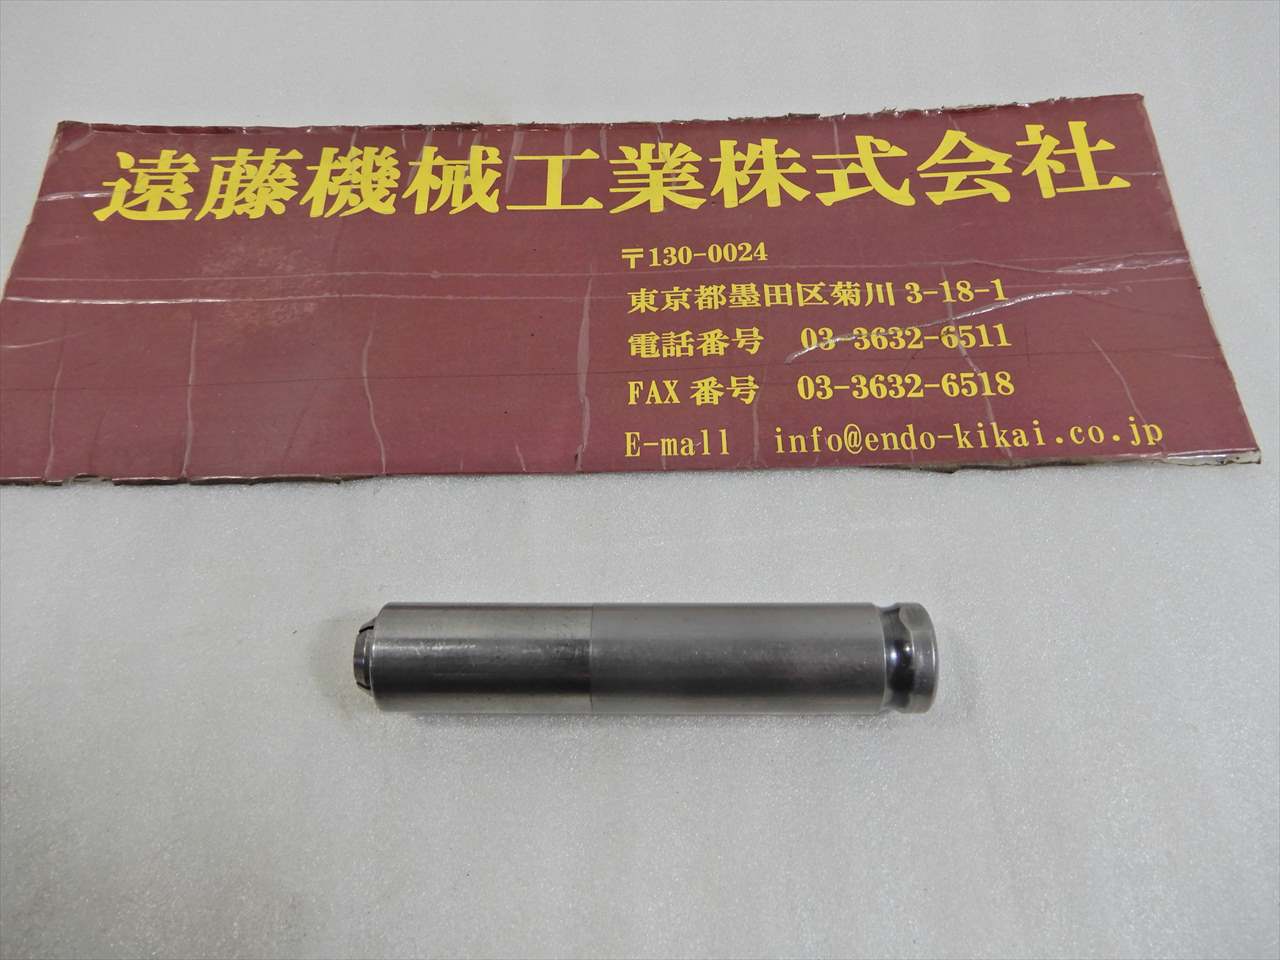 遠藤機械工業株式会社
〒130-0024
東京都墨田区菊川 3-18-1
電話番号 03-3632-6511
FAX 番号 03-3632-6518
E-mall info@endo-kikai.co.jp